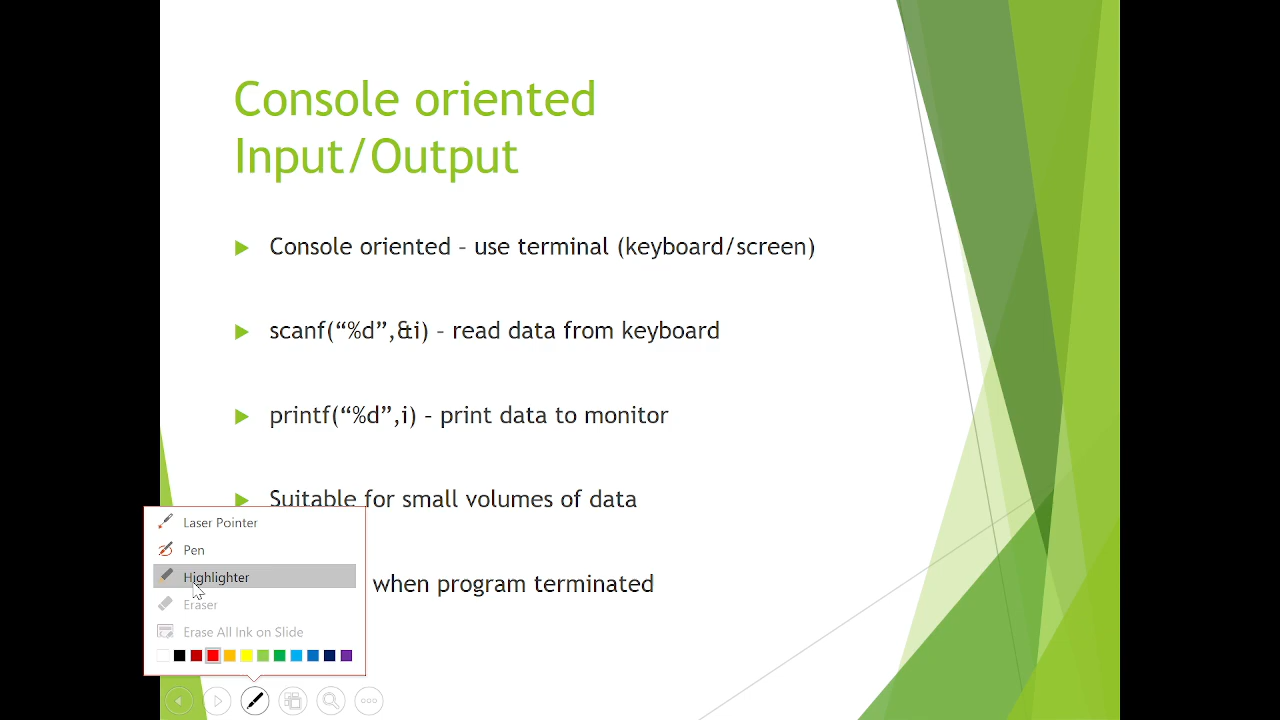 Console oriented
Input/Output
Console oriented – use terminal (keyboard/screen)
scanf(“%d”,&i) – read data from keyboard
printf(“%d”,i) – print data to monitor
Suitable for small volumes of data
when program terminated
Laser Pointer
Pen
Highlighter
Eraser
Erase All Ink on Slide